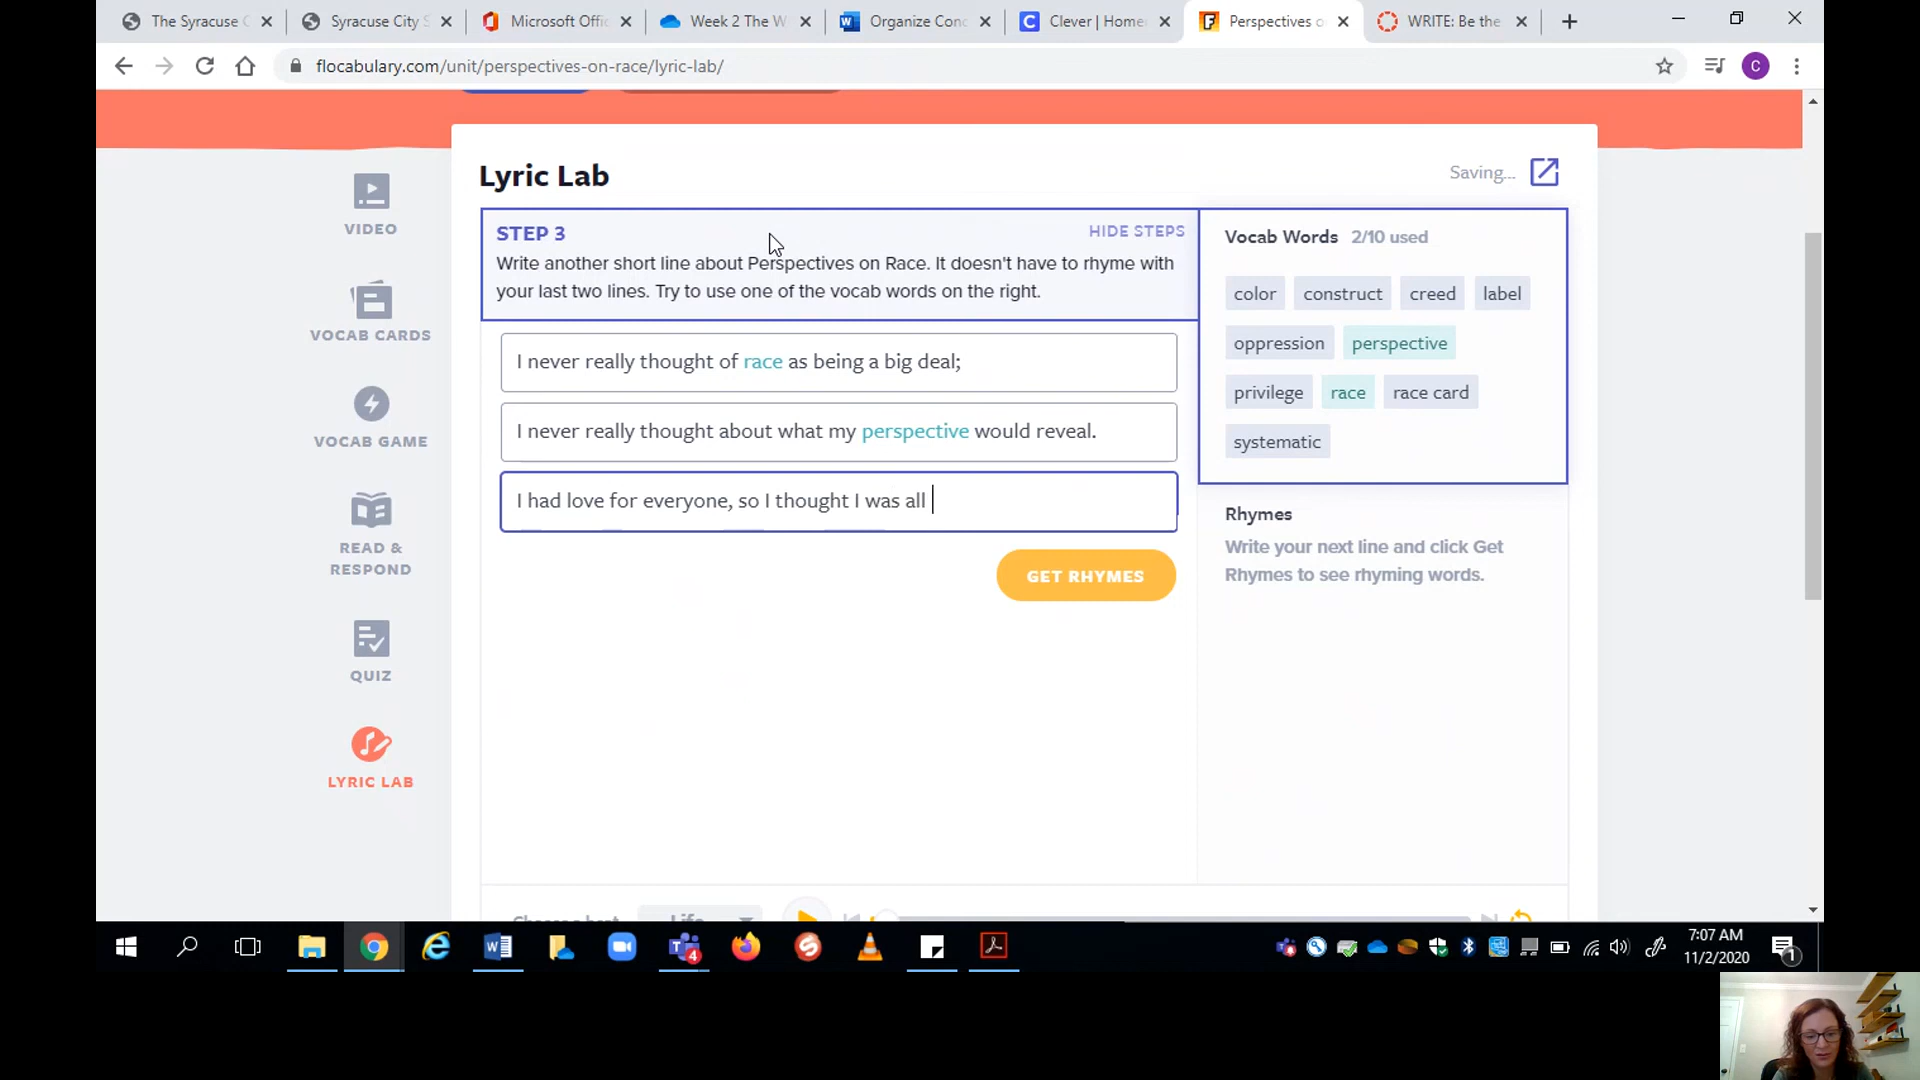 The Syracuse C
Syracuse City S
Microsoft Offic
Week 2 The W
Organize Conc
Clever | Home
Perspectives o
WRITE: Be the
flocabulary.com/unit/perspectives-on-race/lyric-lab/
C
VIDEO
VOCAB CARDS
VOCAB GAME
READ &
RESPOND
QUIZ
LYRIC LAB
Lyric Lab
Saving...
STEP 3
HIDE STEPS
Write another short line about Perspectives on Race. It doesn't have to rhyme with
your last two lines. Try to use one of the vocab words on the right.
I never really thought of race as being a big deal;
I never really thought about what my perspective would reveal.
I had love for everyone, so I thought I was all
GET RHYMES
Vocab Words 2/10 used
color construct creed label
oppression perspective
privilege race race card
systematic
Rhymes
Write your next line and click Get
Rhymes to see rhyming words.
4
7:07 AM
11/2/2020
1